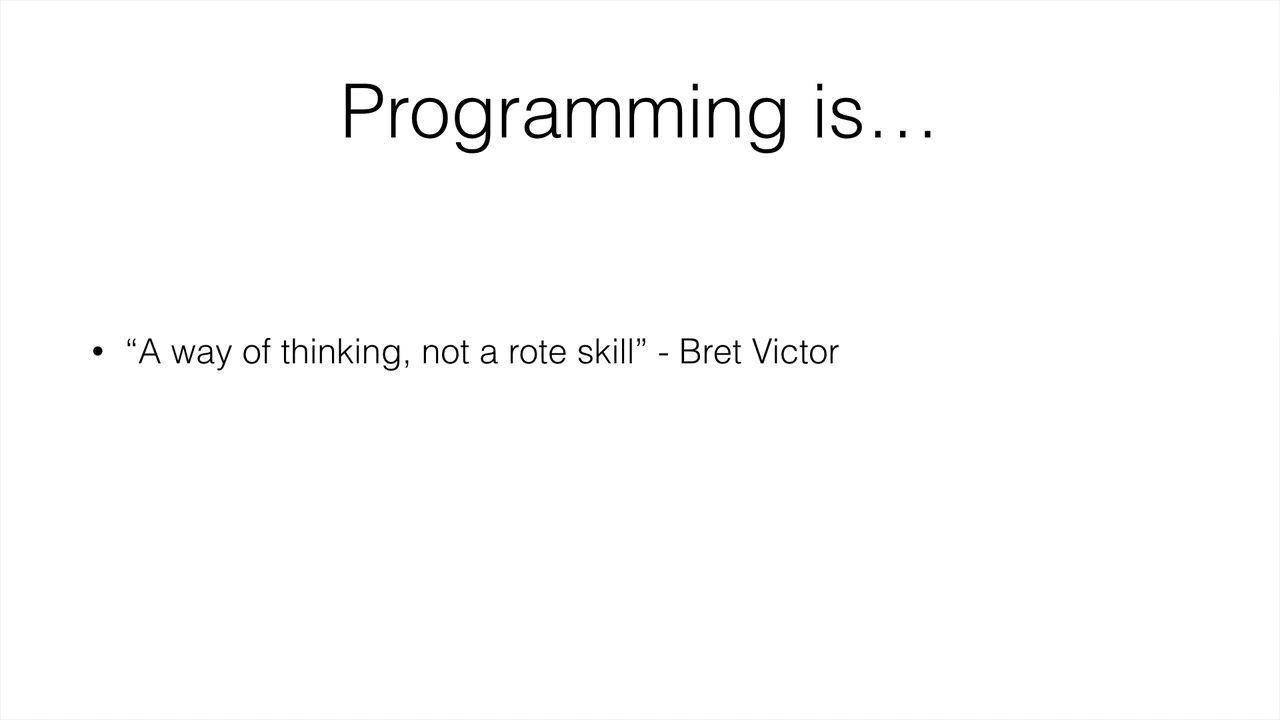 Programming is…
• “A way of thinking, not a rote skill” - Bret Victor